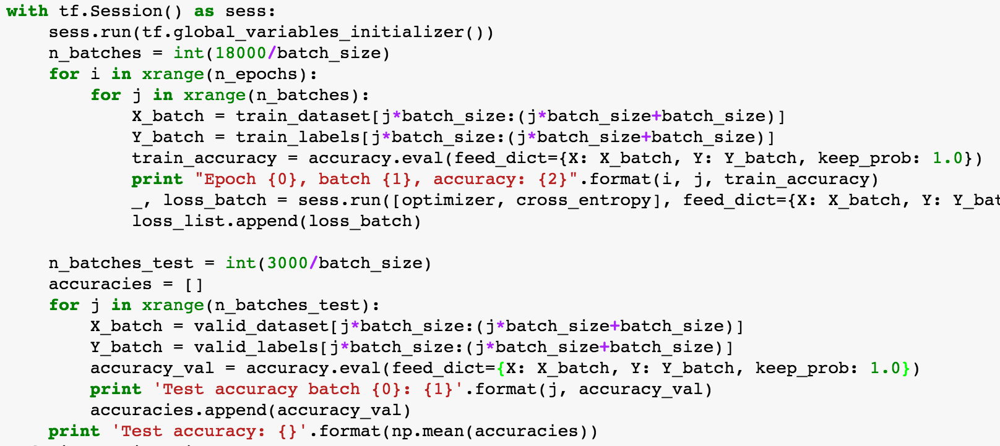 with tf.Session() as sess:
    sess.run(tf.global_variables_initializer())
    n_batches = int(18000/batch_size)
    for i in xrange(n_epochs):
        for j in xrange(n_batches):
            X_batch = train_dataset[j*batch_size:(j*batch_size+batch_size)]
            Y_batch = train_labels[j*batch_size:(j*batch_size+batch_size)]
            train_accuracy = accuracy.eval(feed_dict={X: X_batch, Y: Y_batch, keep_prob: 1.0})
            print "Epoch {0}, batch {1}, accuracy: {2}".format(i, j, train_accuracy)
            _, loss_batch = sess.run([optimizer, cross_entropy], feed_dict={X: X_batch, Y: Y_bat
            loss_list.append(loss_batch)

    n_batches_test = int(3000/batch_size)
    accuracies = []
    for j in xrange(n_batches_test):
        X_batch = valid_dataset[j*batch_size:(j*batch_size+batch_size)]
        Y_batch = valid_labels[j*batch_size:(j*batch_size+batch_size)]
        accuracy_val = accuracy.eval(feed_dict={X: X_batch, Y: Y_batch, keep_prob: 1.0})
        print 'Test accuracy batch {0}: {1}'.format(j, accuracy_val)
        accuracies.append(accuracy_val)
    print 'Test accuracy: {}'.format(np.mean(accuracies))